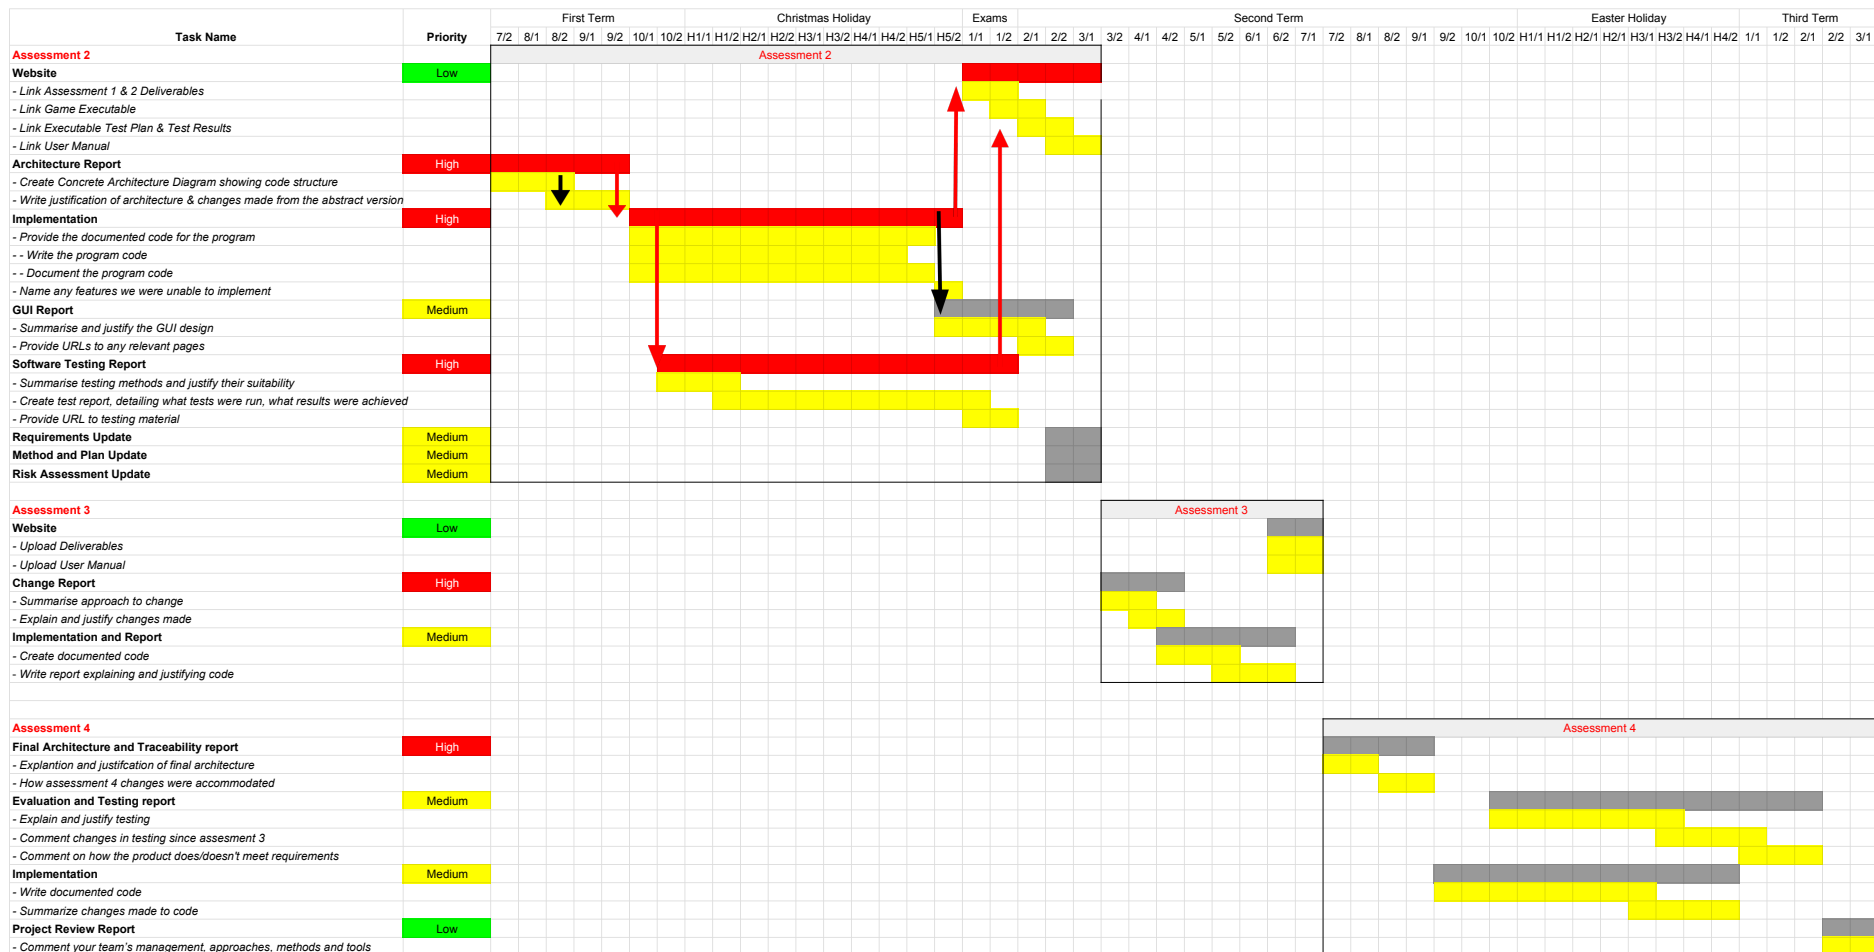 First Term Christmas Holiday Exams Second Term Easter Holiday Third Term
Task Name Priority 7/2 8/1 8/2 9/1 9/2 10/1 10/2 H1/1 H1/2 H2/1 H2/2 H3/1 H3/2 H4/1 H4/2 H5/1 H5/2 1/1 1/2 2/1 2/2 3/1 3/2 4/1 4/2 5/1 5/2 6/1 6/2 7/1 7/2 8/1 8/2 9/1 9/2 10/1 10/2 H1/1 H1/2 H2/1 H2/2 H3/1 H3/2 H4/1 H4/2 1/1 1/2 2/1 2/2 3/1
Assessment 2 Assessment 2
Website Low
- Link Assessment 1 & 2 Deliverables
- Link Game Executable
- Link Executable Test Plan & Test Results
- Link User Manual
Architecture Report High
- Create Concrete Architecture Diagram showing code structure
- Write justification of architecture & changes made from the abstract version
Implementation High
- Provide the documented code for the program
- - Write the program code
- - Document the program code
- Name any features we were unable to implement
GUI Report Medium
- Summarise and justify the GUI design
- Provide URLs to any relevant pages
Software Testing Report High
- Summarise testing methods and justify their suitability
- Create test report, detailing what tests were run, what results were achieved
- Provide URL to testing material
Requirements Update Medium
Method and Plan Update Medium
Risk Assessment Update Medium
Assessment 3 Assessment 3
Website Low
- Upload Deliverables
- Upload User Manual
Change Report High
- Summarise approach to change
- Explain and justify changes made
Implementation and Report Medium
- Create documented code
- Write report explaining and justifying code
Assessment 4 Assessment 4
Final Architecture and Traceability report High
- Explantion and justifcation of final architecture
- How assessment 4 changes were accommodated
Evaluation and Testing report Medium
- Explain and justify testing
- Comment changes in testing since assesment 3
- Comment on how the product does/doesn't meet requirements
Implementation Medium
- Write documented code
- Summarize changes made to code
Project Review Report Low
- Comment your team's management, approaches, methods and tools